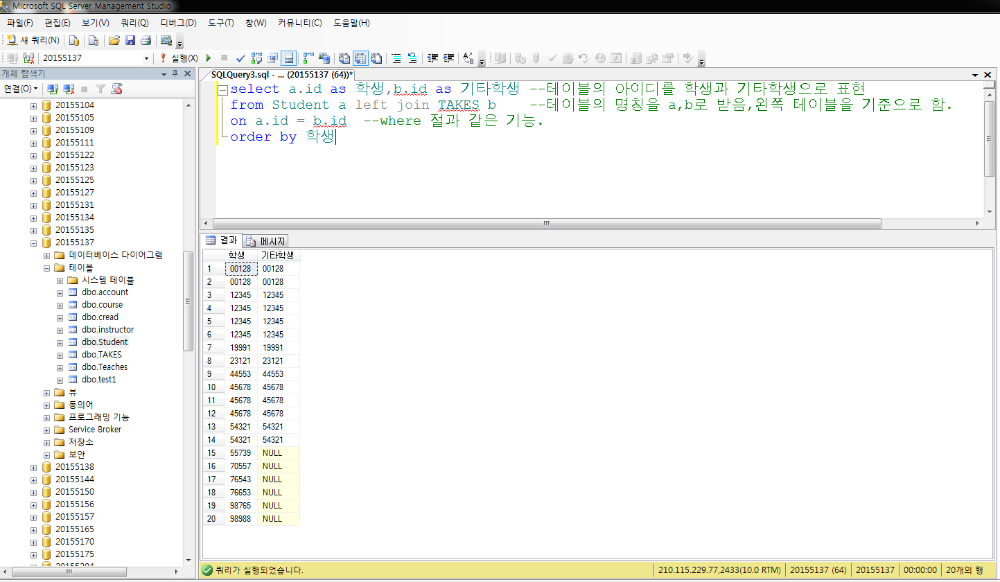 Microsoft SQL Server Management Studio
파일(F) 편집(E) 보기(V) 쿼리(Q) 디버그(D) 도구(T) 창(W) 커뮤니티(C) 도움말(H)
새 쿼리(N)
20155137 실행(X)
개체 탐색기
연결(O)
20155104
20155105
20155109
20155111
20155122
20155123
20155125
20155127
20155131
20155134
20155135
20155137
데이터베이스 다이어그램
테이블
시스템 테이블
dbo.account
dbo.course
dbo.cread
dbo.instructor
dbo.Student
dbo.TAKES
dbo.Teaches
dbo.test1
뷰
동의어
프로그래밍 기능
Service Broker
저장소
보안
20155138
20155144
20155150
20155156
20155157
20155165
20155170
20155175
20155204
SQLQuery3.sql - ... (20155137 (64))*
select a.id as 학생,b.id as 기타학생 --테이블의 아이디를 학생과 기타학생으로 표현
from Student a left join TAKES b --테이블의 명칭을 a,b로 받음,왼쪽 테이블을 기준으로 함.
on a.id = b.id --where 절과 같은 기능.
order by 학생
결과 메시지
학생 기타학생
1 00128 00128
2 00128 00128
3 12345 12345
4 12345 12345
5 12345 12345
6 12345 12345
7 19991 19991
8 23121 23121
9 44553 44553
10 45678 45678
11 45678 45678
12 45678 45678
13 54321 54321
14 54321 54321
15 55739 NULL
16 70557 NULL
17 76543 NULL
18 76653 NULL
19 98765 NULL
20 98988 NULL
쿼리가 실행되었습니다. 210.115.229.77,2433(10.0 RTM) 20155137 (64) 20155137 00:00:00 20개의 행